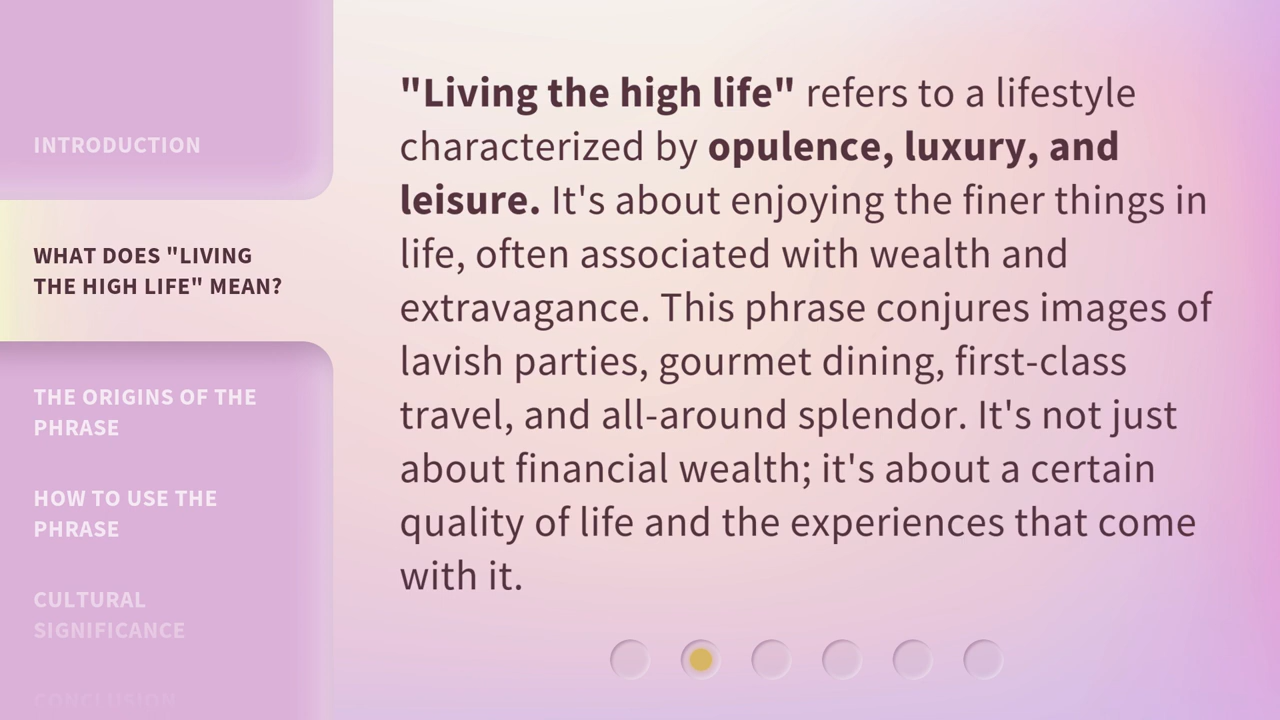 INTRODUCTION
WHAT DOES "LIVING
THE HIGH LIFE" MEAN?
THE ORIGINS OF THE
PHRASE
HOW TO USE THE
PHRASE
CULTURAL
SIGNIFICANCE
CONCLUSION
"Living the high life" refers to a lifestyle
characterized by opulence, luxury, and
leisure. It's about enjoying the finer things in
life, often associated with wealth and
extravagance. This phrase conjures images of
lavish parties, gourmet dining, first-class
travel, and all-around splendor. It's not just
about financial wealth; it's about a certain
quality of life and the experiences that come
with it.